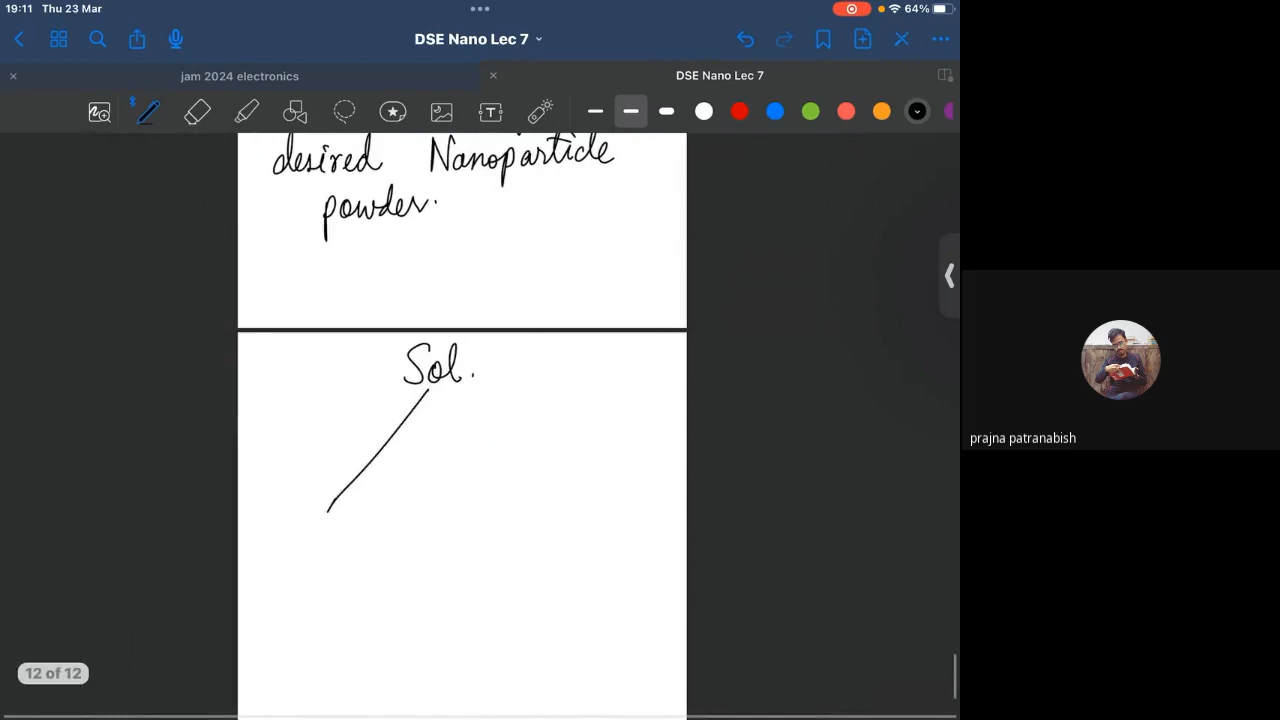 19:11 Thu 23 Mar
64%
DSE Nano Lec 7
jam 2024 electronics
DSE Nano Lec 7
desired Nanoparticle
powder.
Sol.
prajna patranabish
12 of 12